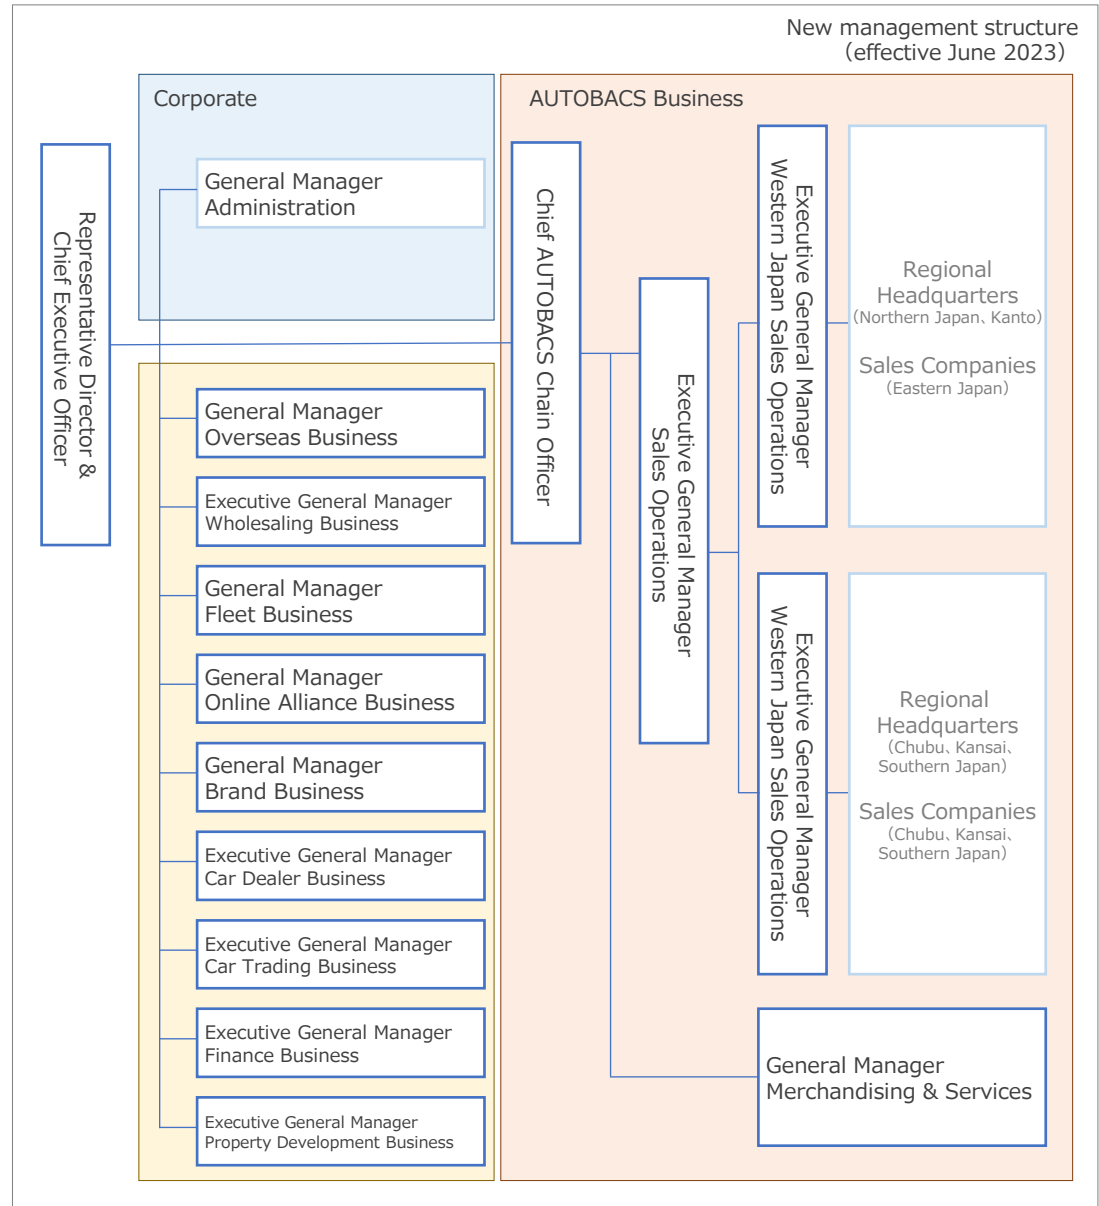 New management structure
（effective June 2023）
Corporate
AUTOBACS Business
Representative Director &
Chief Executive Officer
General Manager
Administration
General Manager
Overseas Business
Executive General Manager
Wholesaling Business
General Manager
Fleet Business
General Manager
Online Alliance Business
General Manager
Brand Business
Executive General Manager
Car Dealer Business
Executive General Manager
Car Trading Business
Executive General Manager
Finance Business
Executive General Manager
Property Development Business
Chief AUTOBACS Chain Officer
Executive General Manager
Sales Operations
Executive General Manager
Western Japan Sales Operations
Regional
Headquarters
（Northern Japan、Kanto）
Sales Companies
（Eastern Japan）
Executive General Manager
Western Japan Sales Operations
Regional
Headquarters
（Chubu、Kansai、
Southern Japan）
Sales Companies
（Chubu、Kansai、
Southern Japan）
General Manager
Merchandising & Services